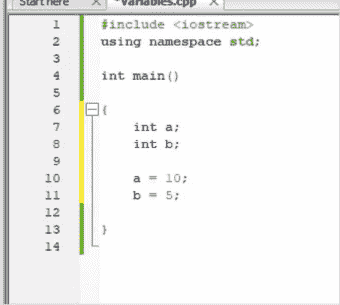 Start here × *Variables.cpp ×
1 #include <iostream>
2 using namespace std;
3
4 int main()
5
6 {
7 int a;
8 int b;
9
10 a = 10;
11 b = 5;
12
13 }
14